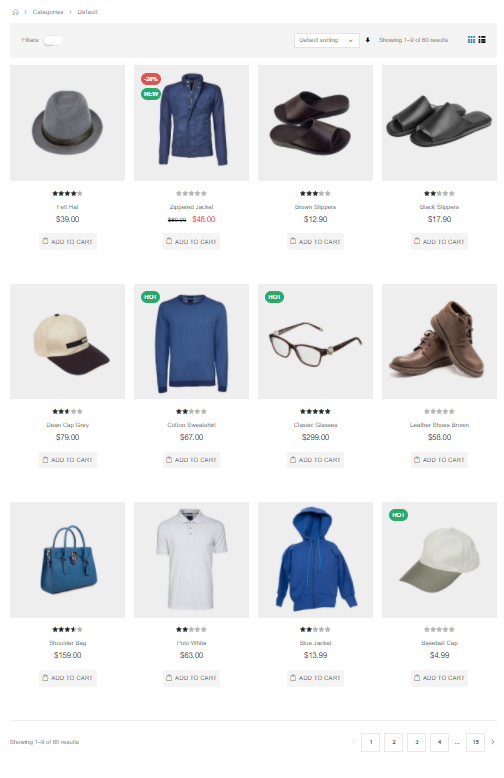 Categories > Default
Filters:
Default sorting
Showing 1–9 of 60 results
-20%
NEW
Felt Hat
$39.00
ADD TO CART
Zippered Jacket
$60.00 $48.00
ADD TO CART
Brown Slippers
$12.90
ADD TO CART
Black Slippers
$17.90
ADD TO CART
HOT
HOT
Dean Cap Grey
$79.00
ADD TO CART
Cotton Sweatshirt
$67.00
ADD TO CART
Classic Glasses
$299.00
ADD TO CART
Leather Shoes Brown
$58.00
ADD TO CART
HOT
Shoulder Bag
$159.00
ADD TO CART
Polo White
$63.00
ADD TO CART
Blue Jacket
$13.99
ADD TO CART
Baseball Cap
$4.99
ADD TO CART
Showing 1–9 of 60 results
1 2 3 4 ... 15